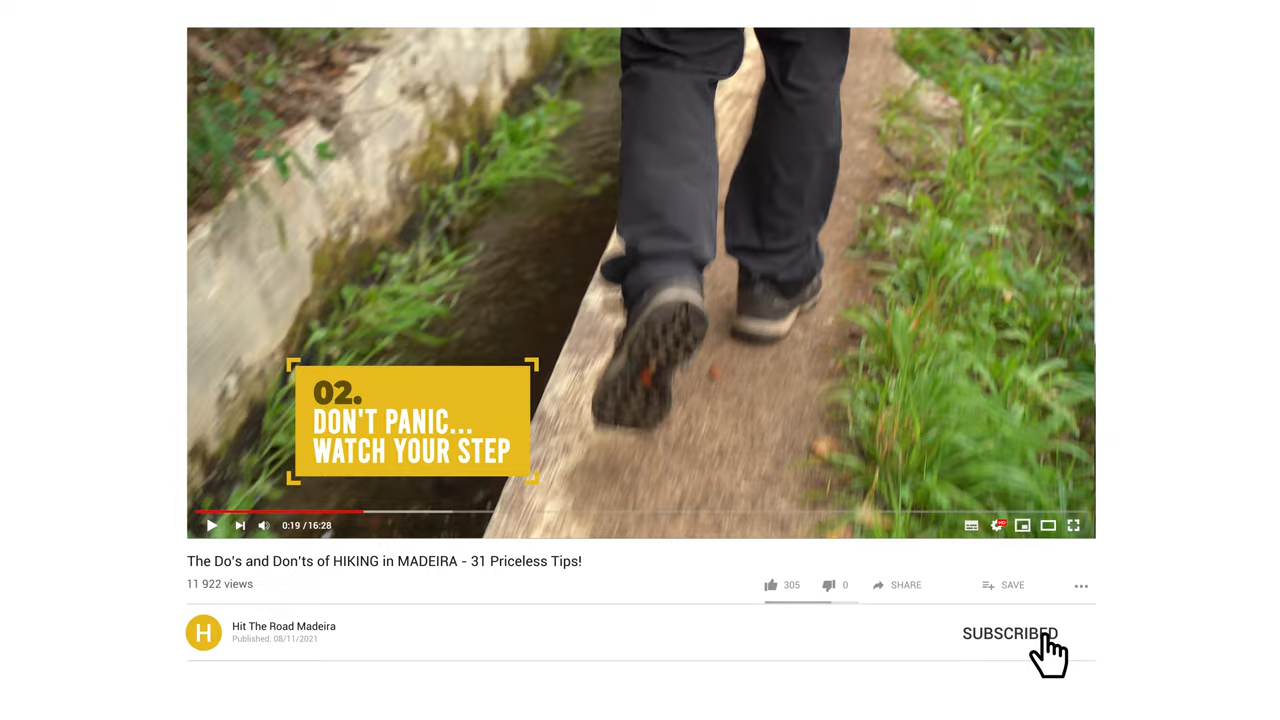 02.
DON'T PANIC...
WATCH YOUR STEP
0:19 / 16:28
HD
The Do's and Don'ts of HIKING in MADEIRA - 31 Priceless Tips!
11 922 views
305
0
SHARE
SAVE
H
Hit The Road Madeira
Published: 08/11/2021
SUBSCRIBED